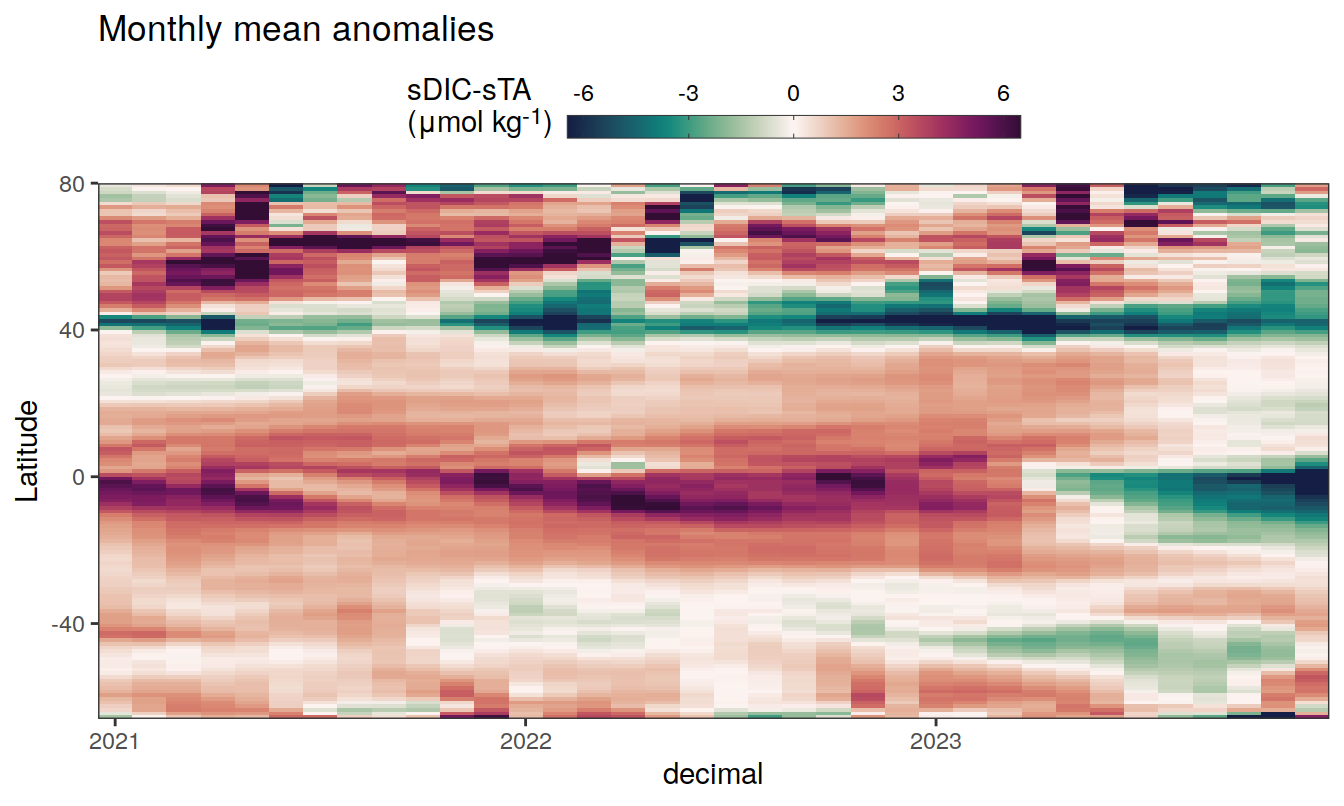 Monthly mean anomalies
sDIC-sTA
(μmol kg⁻¹)
-6 -3 0 3 6
80
40
0
-40
Latitude
2021 2022 2023
decimal